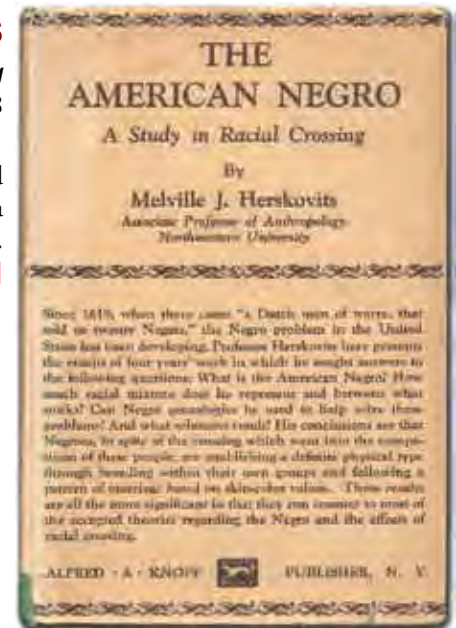 THE
AMERICAN NEGRO
A Study in Racial Crossing
By
Melville J. Herskovits
Associate Professor of Anthropology
Northwestern University
Since 1619, when there came "a Dutch man of warre, that
sold us twenty Negars," the Negro problem in the United
States has been developing. Professor Herskovits here presents
the results of four years' work in which he sought answers to
the following questions: What is the American Negro? How
much racial mixture does he represent and between what
stocks? Can Negro genealogies be used to help solve these
problems? And what whatever result? His conclusions are that
Negroes, in spite of the crossing which went into the compo-
sition of these people, are establishing a definite physical type
through breeding within their own groups and following a
pattern of marriage based on skin-color values. These results
are all the more significant in that they run counter to most of
the accepted theories regarding the Negro and the effects of
racial crossing.
ALFRED · A · KNOPF PUBLISHER, N. Y.